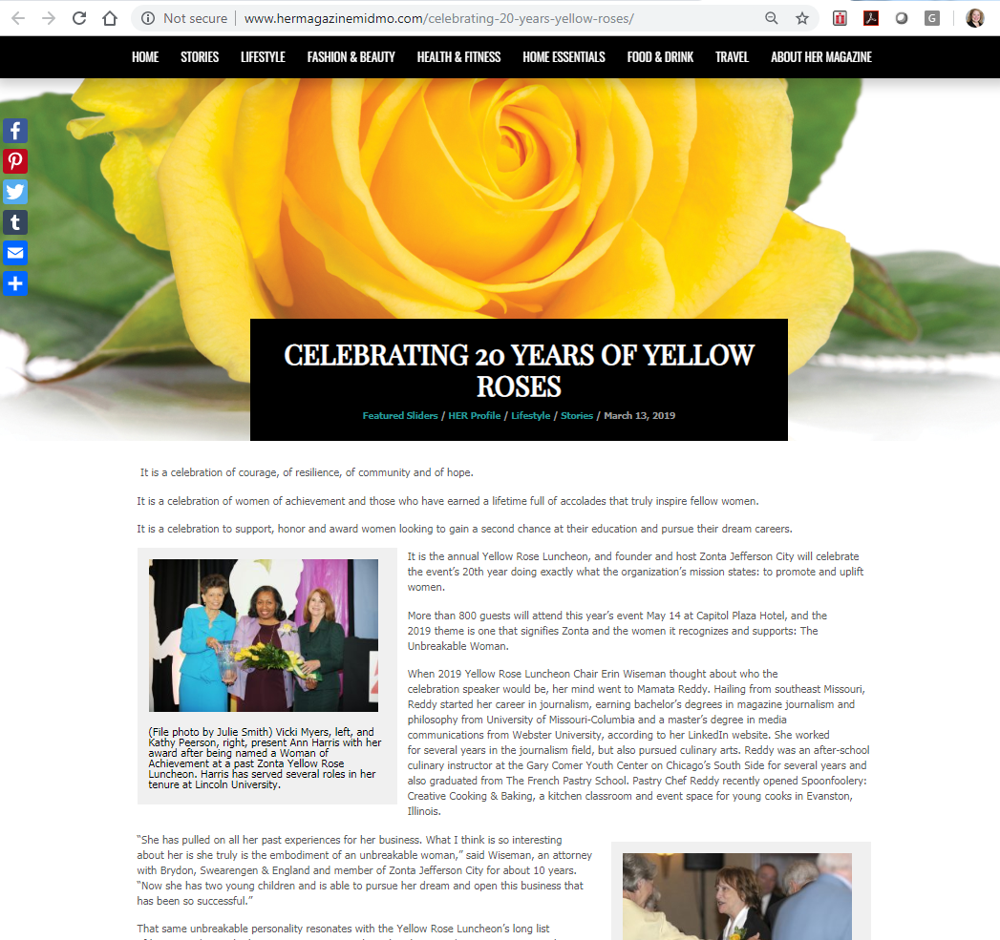 Not secure | www.hermagazinemidmo.com/celebrating-20-years-yellow-roses/
G
HOME STORIES LIFESTYLE FASHION & BEAUTY HEALTH & FITNESS HOME ESSENTIALS FOOD & DRINK TRAVEL ABOUT HER MAGAZINE
CELEBRATING 20 YEARS OF YELLOW
ROSES
Featured Sliders / HER Profile / Lifestyle / Stories / March 13, 2019
It is a celebration of courage, of resilience, of community and of hope.
It is a celebration of women of achievement and those who have earned a lifetime full of accolades that truly inspire fellow women.
It is a celebration to support, honor and award women looking to gain a second chance at their education and pursue their dream careers.
(File photo by Julie Smith) Vicki Myers, left, and
Kathy Peerson, right, present Ann Harris with her
award after being named a Woman of
Achievement at a past Zonta Yellow Rose
Luncheon. Harris has served several roles in her
tenure at Lincoln University.
It is the annual Yellow Rose Luncheon, and founder and host Zonta Jefferson City will celebrate
the event's 20th year doing exactly what the organization's mission states: to promote and uplift
women.
More than 800 guests will attend this year's event May 14 at Capitol Plaza Hotel, and the
2019 theme is one that signifies Zonta and the women it recognizes and supports: The
Unbreakable Woman.
When 2019 Yellow Rose Luncheon Chair Erin Wiseman thought about who the
celebration speaker would be, her mind went to Mamata Reddy. Hailing from southeast Missouri,
Reddy started her career in journalism, earning bachelor's degrees in magazine journalism and
philosophy from University of Missouri-Columbia and a master's degree in media
communications from Webster University, according to her LinkedIn website. She worked
for several years in the journalism field, but also pursued culinary arts. Reddy was an after-school
culinary instructor at the Gary Comer Youth Center on Chicago's South Side for several years and
also graduated from The French Pastry School. Pastry Chef Reddy recently opened Spoonfoolery:
Creative Cooking & Baking, a kitchen classroom and event space for young cooks in Evanston,
Illinois.
“She has pulled on all her past experiences for her business. What I think is so interesting
about her is she truly is the embodiment of an unbreakable woman,” said Wiseman, an attorney
with Brydon, Swearengen & England and member of Zonta Jefferson City for about 10 years.
“Now she has two young children and is able to pursue her dream and open this business that
has been so successful.”
That same unbreakable personality resonates with the Yellow Rose Luncheon's long list